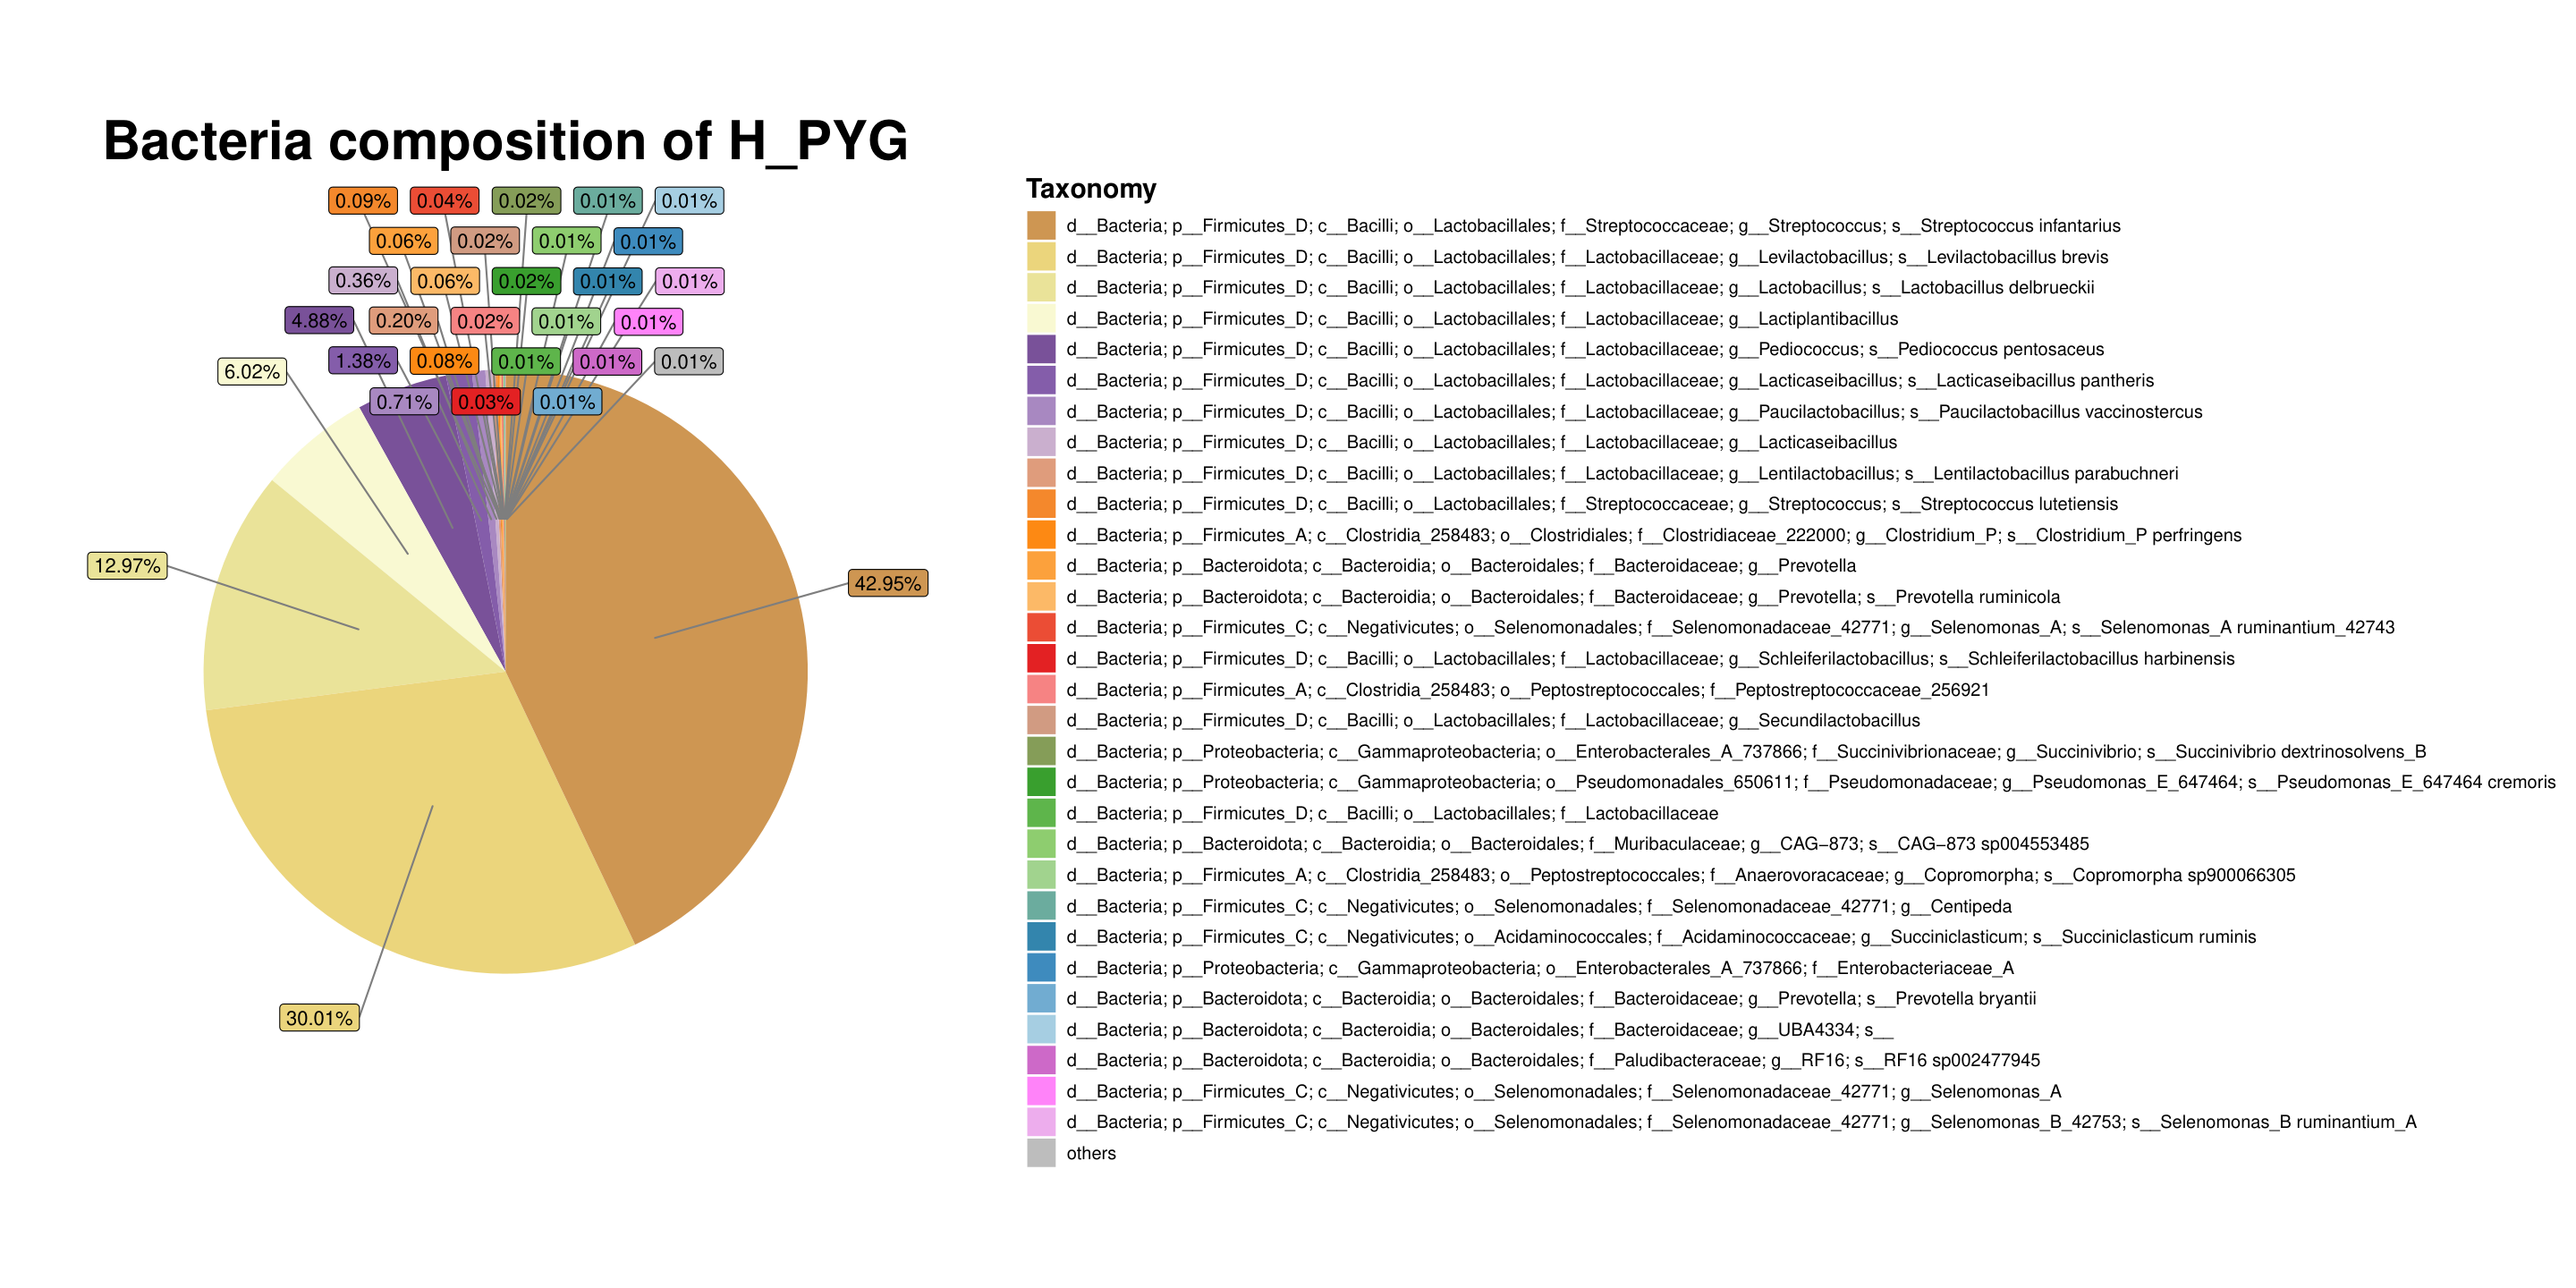 Bacteria composition of H_PYG
0.09% 0.04% 0.02% 0.01% 0.01%
0.06% 0.02% 0.01% 0.01%
0.36% 0.06% 0.02% 0.01% 0.01%
4.88% 0.20% 0.02% 0.01% 0.01%
1.38% 0.08% 0.01% 0.01% 0.01%
6.02%
0.71% 0.03% 0.01%
12.97%
42.95%
30.01%
Taxonomy
d__Bacteria; p__Firmicutes_D; c__Bacilli; o__Lactobacillales; f__Streptococcaceae; g__Streptococcus; s__Streptococcus infantarius
d__Bacteria; p__Firmicutes_D; c__Bacilli; o__Lactobacillales; f__Lactobacillaceae; g__Levilactobacillus; s__Levilactobacillus brevis
d__Bacteria; p__Firmicutes_D; c__Bacilli; o__Lactobacillales; f__Lactobacillaceae; g__Lactobacillus; s__Lactobacillus delbrueckii
d__Bacteria; p__Firmicutes_D; c__Bacilli; o__Lactobacillales; f__Lactobacillaceae; g__Lactiplantibacillus
d__Bacteria; p__Firmicutes_D; c__Bacilli; o__Lactobacillales; f__Lactobacillaceae; g__Pediococcus; s__Pediococcus pentosaceus
d__Bacteria; p__Firmicutes_D; c__Bacilli; o__Lactobacillales; f__Lactobacillaceae; g__Lacticaseibacillus; s__Lacticaseibacillus pantheris
d__Bacteria; p__Firmicutes_D; c__Bacilli; o__Lactobacillales; f__Lactobacillaceae; g__Paucilactobacillus; s__Paucilactobacillus vaccinostercus
d__Bacteria; p__Firmicutes_D; c__Bacilli; o__Lactobacillales; f__Lactobacillaceae; g__Lacticaseibacillus
d__Bacteria; p__Firmicutes_D; c__Bacilli; o__Lactobacillales; f__Lactobacillaceae; g__Lentilactobacillus; s__Lentilactobacillus parabuchneri
d__Bacteria; p__Firmicutes_D; c__Bacilli; o__Lactobacillales; f__Streptococcaceae; g__Streptococcus; s__Streptococcus lutetiensis
d__Bacteria; p__Firmicutes_A; c__Clostridia_258483; o__Clostridiales; f__Clostridiaceae_222000; g__Clostridium_P; s__Clostridium_P perfringens
d__Bacteria; p__Bacteroidota; c__Bacteroidia; o__Bacteroidales; f__Bacteroidaceae; g__Prevotella
d__Bacteria; p__Bacteroidota; c__Bacteroidia; o__Bacteroidales; f__Bacteroidaceae; g__Prevotella; s__Prevotella ruminicola
d__Bacteria; p__Firmicutes_C; c__Negativicutes; o__Selenomonadales; f__Selenomonadaceae_42771; g__Selenomonas_A; s__Selenomonas_A ruminantium_42743
d__Bacteria; p__Firmicutes_D; c__Bacilli; o__Lactobacillales; f__Lactobacillaceae; g__Schleiferilactobacillus; s__Schleiferilactobacillus harbinensis
d__Bacteria; p__Firmicutes_A; c__Clostridia_258483; o__Peptostreptococcales; f__Peptostreptococcaceae_256921
d__Bacteria; p__Firmicutes_D; c__Bacilli; o__Lactobacillales; f__Lactobacillaceae; g__Secundilactobacillus
d__Bacteria; p__Proteobacteria; c__Gammaproteobacteria; o__Enterobacterales_A_737866; f__Succinivibrionaceae; g__Succinivibrio; s__Succinivibrio dextrinosolvens_B
d__Bacteria; p__Proteobacteria; c__Gammaproteobacteria; o__Pseudomonadales_650611; f__Pseudomonadaceae; g__Pseudomonas_E_647464; s__Pseudomonas_E_647464 cremoris
d__Bacteria; p__Firmicutes_D; c__Bacilli; o__Lactobacillales; f__Lactobacillaceae
d__Bacteria; p__Bacteroidota; c__Bacteroidia; o__Bacteroidales; f__Muribaculaceae; g__CAG−873; s__CAG−873 sp004553485
d__Bacteria; p__Firmicutes_A; c__Clostridia_258483; o__Peptostreptococcales; f__Anaerovoracaceae; g__Copromorpha; s__Copromorpha sp900066305
d__Bacteria; p__Firmicutes_C; c__Negativicutes; o__Selenomonadales; f__Selenomonadaceae_42771; g__Centipeda
d__Bacteria; p__Firmicutes_C; c__Negativicutes; o__Acidaminococcales; f__Acidaminococcaceae; g__Succiniclasticum; s__Succiniclasticum ruminis
d__Bacteria; p__Proteobacteria; c__Gammaproteobacteria; o__Enterobacterales_A_737866; f__Enterobacteriaceae_A
d__Bacteria; p__Bacteroidota; c__Bacteroidia; o__Bacteroidales; f__Bacteroidaceae; g__Prevotella; s__Prevotella bryantii
d__Bacteria; p__Bacteroidota; c__Bacteroidia; o__Bacteroidales; f__Bacteroidaceae; g__UBA4334; s__
d__Bacteria; p__Bacteroidota; c__Bacteroidia; o__Bacteroidales; f__Paludibacteraceae; g__RF16; s__RF16 sp002477945
d__Bacteria; p__Firmicutes_C; c__Negativicutes; o__Selenomonadales; f__Selenomonadaceae_42771; g__Selenomonas_A
d__Bacteria; p__Firmicutes_C; c__Negativicutes; o__Selenomonadales; f__Selenomonadaceae_42771; g__Selenomonas_B_42753; s__Selenomonas_B ruminantium_A
others